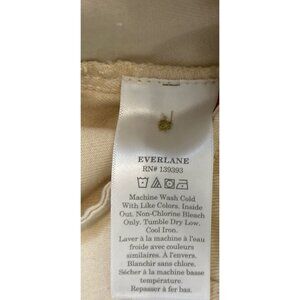 EVERLANE
RN# 139393
Machine Wash Cold
With Like Colors. Inside
Out. Non-Chlorine Bleach
Only. Tumble Dry Low.
Cool Iron.
Laver à la machine à l'eau
froide avec couleurs
similaires. À l'envers.
Blanchir sans chlore.
Sécher à la machine basse
température.
Repasser à fer bas.